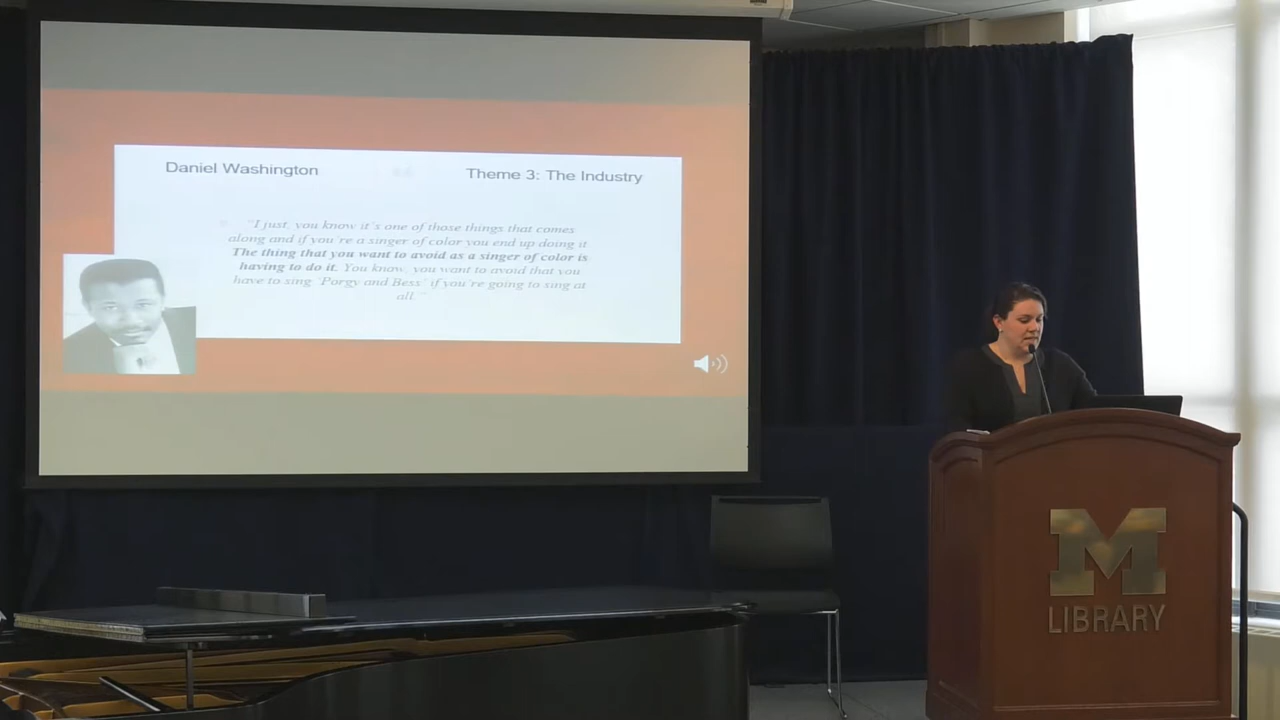 Daniel Washington
Theme 3: The Industry
"I just, you know it's one of those things that comes
along and if you're a singer of color you end up doing it.
The thing that you want to avoid as a singer of color is
having to do it. You know, you want to avoid that you
have to sing 'Porgy and Bess' if you're going to sing at
all."
M
LIBRARY